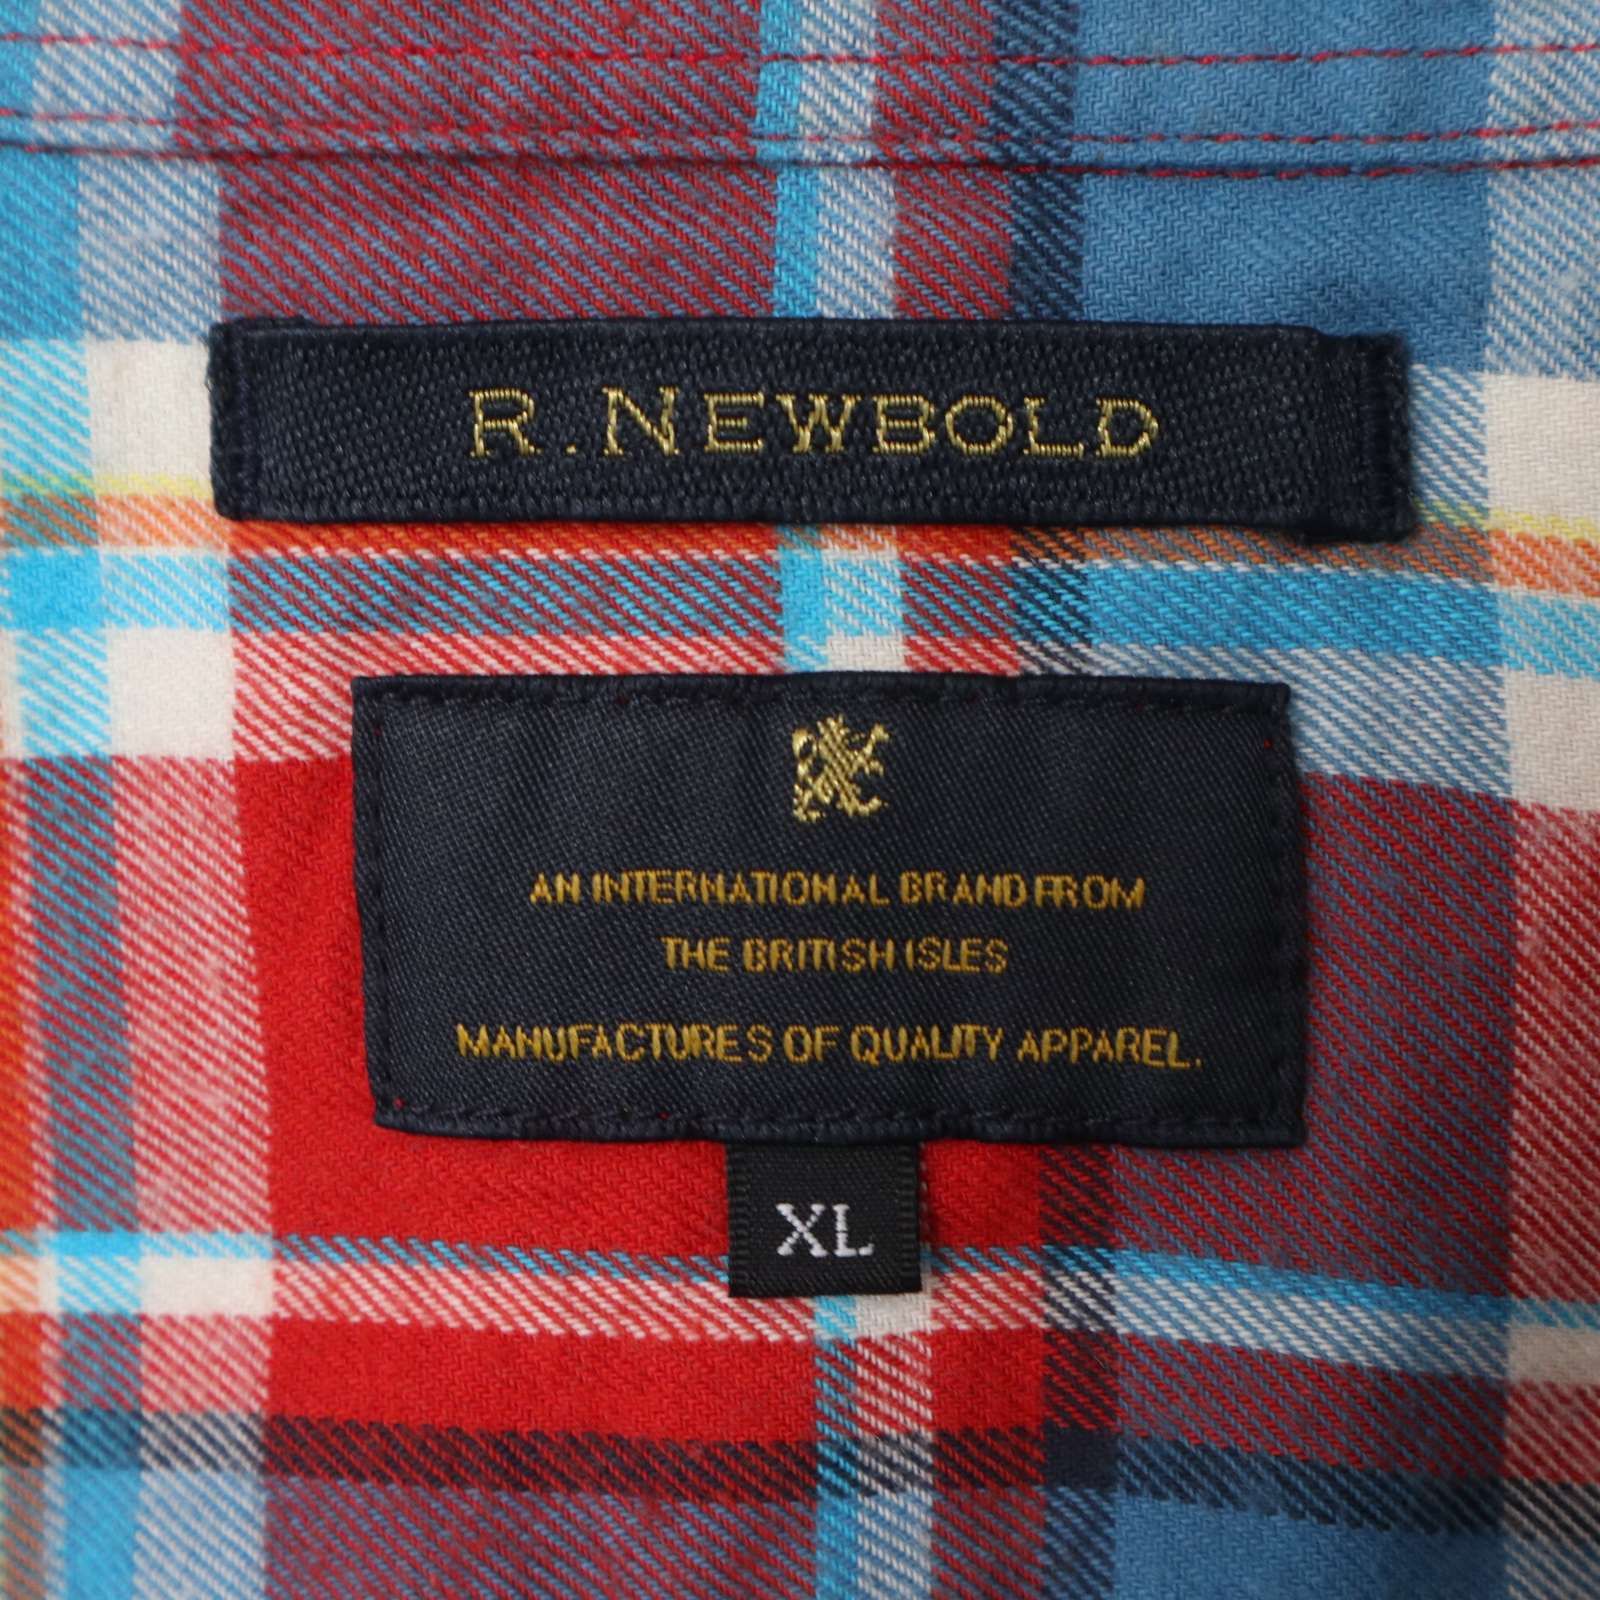 R. NEWBOLD
AN INTERNATIONAL BRAND FROM
THE BRITISH ISLES
MANUFACTURES OF QUALITY APPAREL.
XL